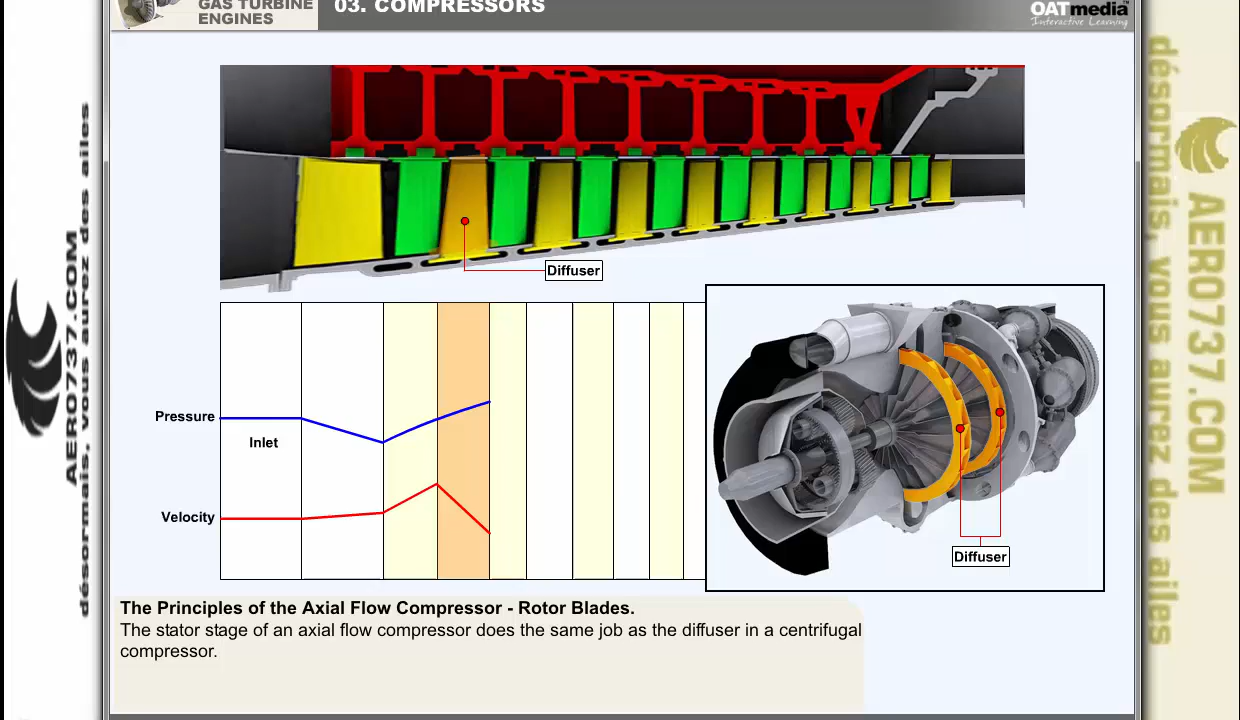 GAS TURBINE
ENGINES
03. COMPRESSORS
OATmedia™
Interactive Learning
Diffuser
Pressure
Inlet
Velocity
Diffuser
The Principles of the Axial Flow Compressor - Rotor Blades.
The stator stage of an axial flow compressor does the same job as the diffuser in a centrifugal
compressor.
AERO737.COM
désormais, vous aurez des ailes
désormais, vous aurez des ailes
AERO737.COM